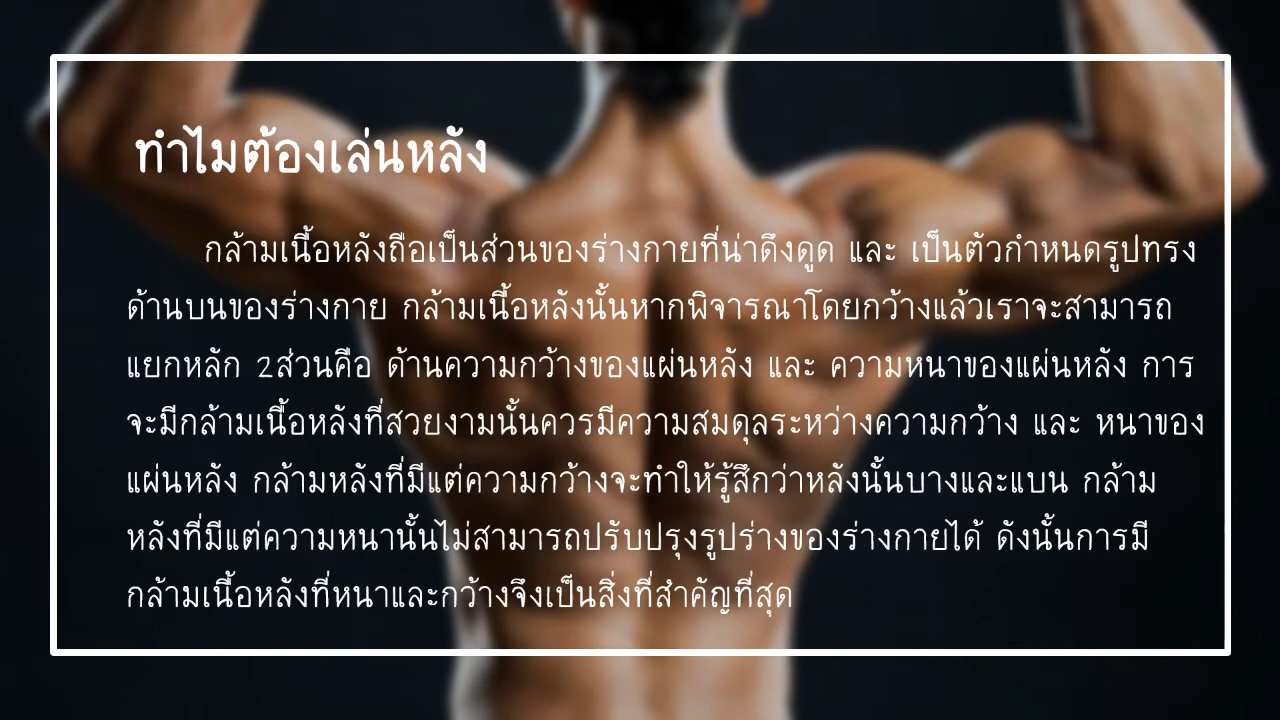 ทำไมต้องเล่นหลัง
กล้ามเนื้อหลังถือเป็นส่วนของร่างกายที่น่าดึงดูด และ เป็นตัวกำหนดรูปทรง
ด้านบนของร่างกาย กล้ามเนื้อหลังนั้นหากพิจารณาโดยกว้างแล้วเราจะสามารถ
แยกหลัก 2ส่วนคือ ด้านความกว้างของแผ่นหลัง และ ความหนาของแผ่นหลัง การ
จะมีกล้ามเนื้อหลังที่สวยงามนั้นควรมีความสมดุลระหว่างความกว้าง และ หนาของ
แผ่นหลัง กล้ามหลังที่มีแต่ความกว้างจะทำให้รู้สึกว่าหลังนั้นบางและแบน กล้าม
หลังที่มีแต่ความหนานั้นไม่สามารถปรับปรุงรูปร่างของร่างกายได้ ดังนั้นการมี
กล้ามเนื้อหลังที่หนาและกว้างจึงเป็นสิ่งที่สำคัญที่สุด